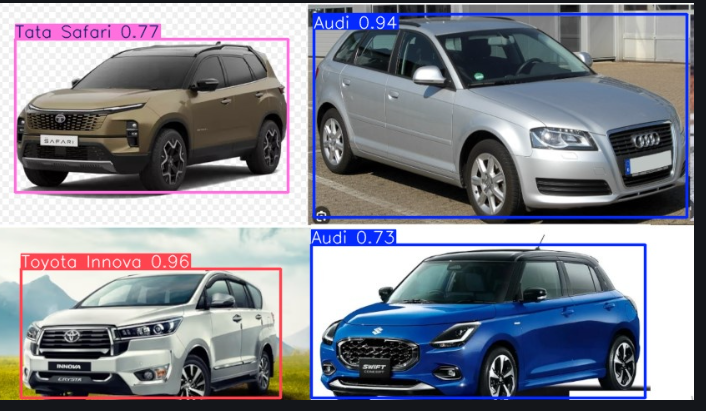 Tata Safari 0.77
SAFARI
Audi 0.94
Toyota Innova 0.96
INNOVA
CRYSTA
Audi 0.73
SWIFT